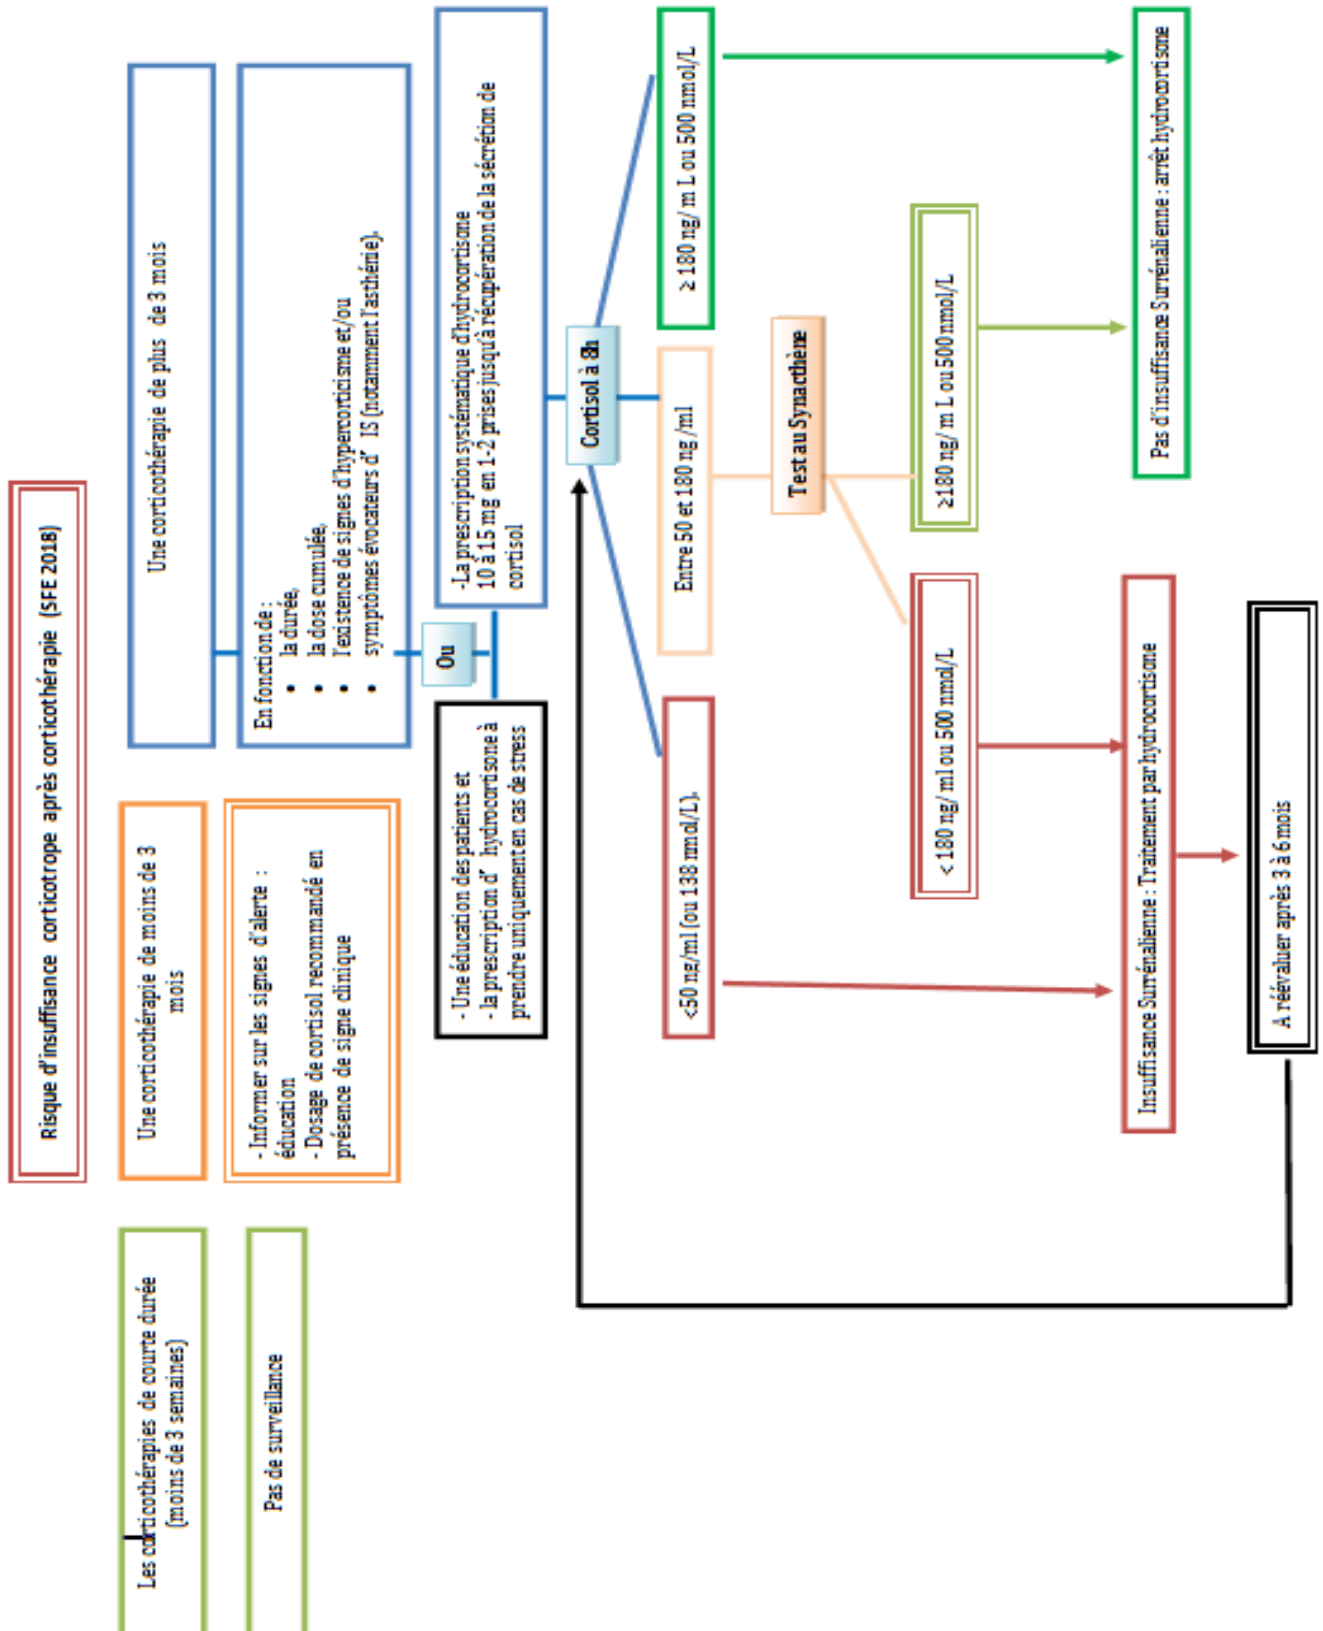 Risque d'insuffisance corticotrope après corticothérapie (SFE 2018)
Les corticothérapies de courte durée
(moins de 3 semaines)
Pas de surveillance
Une corticothérapie de moins de 3
mois
- Informer sur les signes d'alerte :
éducation
- Dosage de cortisol recommandé en
présence de signe clinique
Une corticothérapie de plus de 3 mois
En fonction de :
• la durée,
• la dose cumulée,
• l'existence de signes d'hypercorticisme et/ou
• symptômes évocateurs d' IS (notamment l'asthénie).
Ou
- Une éducation des patients et
- la prescription d' hydrocortisone à
prendre uniquement en cas de stress
-La prescription systématique d'hydrocortisone
10 à 15 mg en 1-2 prises jusqu'à récupération de la sécrétion de
cortisol
Cortisol à 8h
<50 ng/ml (ou 138 nmol/L).
Entre 50 et 180 ng /ml
≥ 180 ng/ m L ou 500 nmol/L
Test au Synacthène
< 180 ng/ ml ou 500 nmol/L
≥180 ng/ m L ou 500nmol/L
Insuffisance Surrénalienne : Traitement par hydrocortisone
Pas d'insuffisance Surrénalienne : arrêt hydrocortisone
A réévaluer après 3 à 6 mois